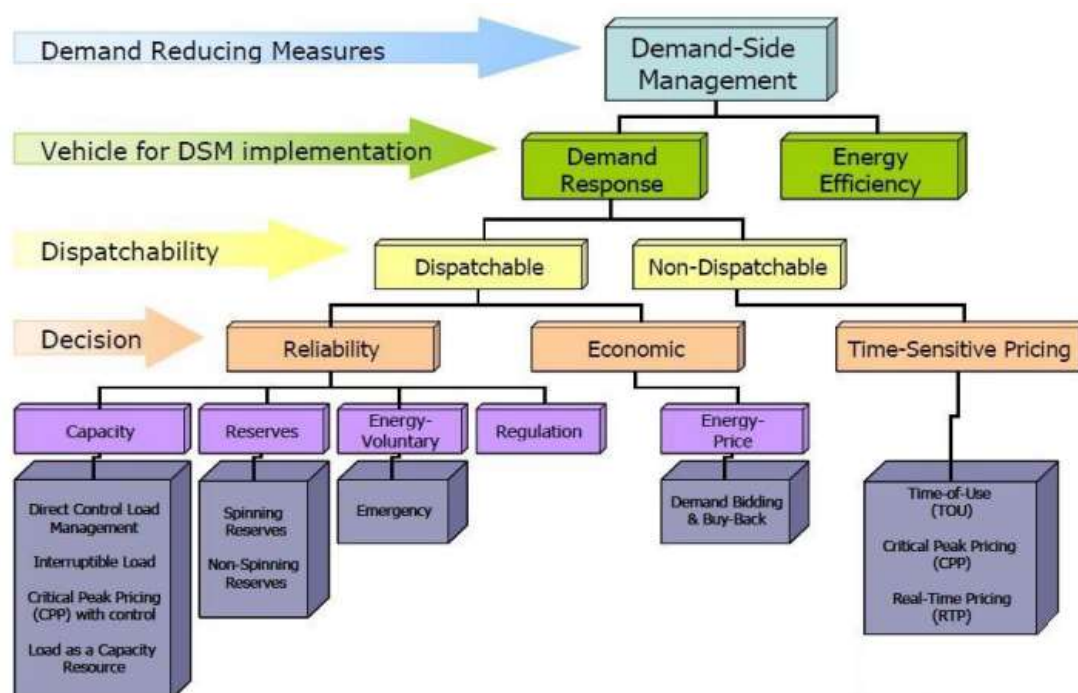 Demand Reducing Measures
Demand-Side
Management
Vehicle for DSM implementation
Demand
Response
Energy
Efficiency
Dispatchability
Dispatchable
Non-Dispatchable
Decision
Reliability
Economic
Time-Sensitive Pricing
Capacity
Reserves
Energy-
Voluntary
Regulation
Energy-
Price
Direct Control Load
Management
Interruptible Load
Critical Peak Pricing
(CPP) with control
Load as a Capacity
Resource
Spinning
Reserves
Non-Spinning
Reserves
Emergency
Demand Bidding
& Buy-Back
Time-of-Use
(TOU)
Critical Peak Pricing
(CPP)
Real-Time Pricing
(RTP)